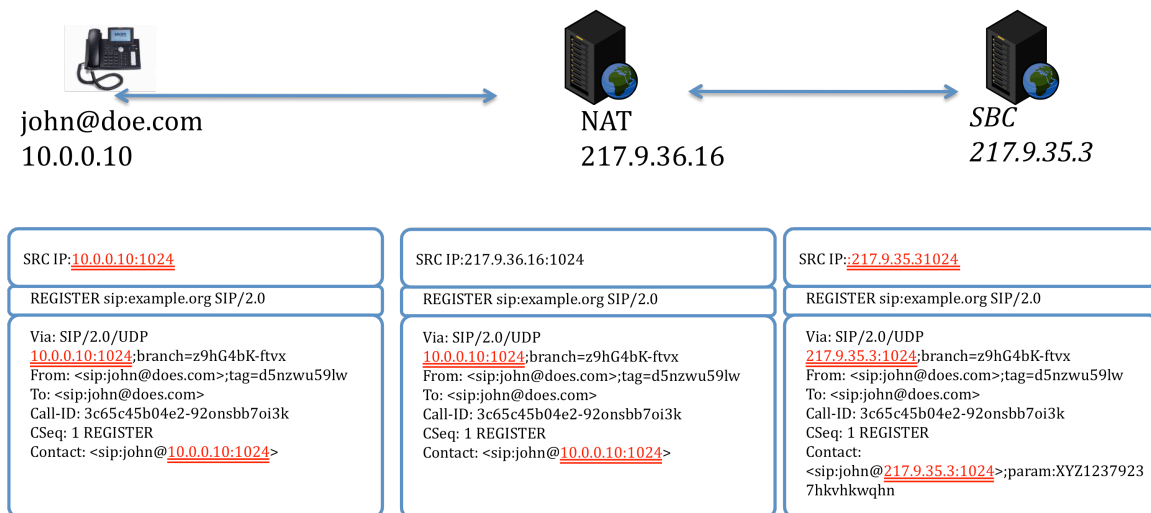 john@doe.com
10.0.0.10
NAT
217.9.36.16
SBC
217.9.35.3
SRC IP:10.0.0.10:1024
REGISTER sip:example.org SIP/2.0
Via: SIP/2.0/UDP
10.0.0.10:1024;branch=z9hG4bK-ftvx
From: <sip:john@does.com>;tag=d5nzwu59lw
To: <sip:john@does.com>
Call-ID: 3c65c45b04e2-92onsbb7oi3k
CSeq: 1 REGISTER
Contact: <sip:john@10.0.0.10:1024>
SRC IP:217.9.36.16:1024
REGISTER sip:example.org SIP/2.0
Via: SIP/2.0/UDP
10.0.0.10:1024;branch=z9hG4bK-ftvx
From: <sip:john@does.com>;tag=d5nzwu59lw
To: <sip:john@does.com>
Call-ID: 3c65c45b04e2-92onsbb7oi3k
CSeq: 1 REGISTER
Contact: <sip:john@10.0.0.10:1024>
SRC IP::217.9.35.31024
REGISTER sip:example.org SIP/2.0
Via: SIP/2.0/UDP
217.9.35.3:1024;branch=z9hG4bK-ftvx
From: <sip:john@does.com>;tag=d5nzwu59lw
To: <sip:john@does.com>
Call-ID: 3c65c45b04e2-92onsbb7oi3k
CSeq: 1 REGISTER
Contact:
<sip:john@217.9.35.3:1024>;param:XYZ1237923
7hkvhkwqhn